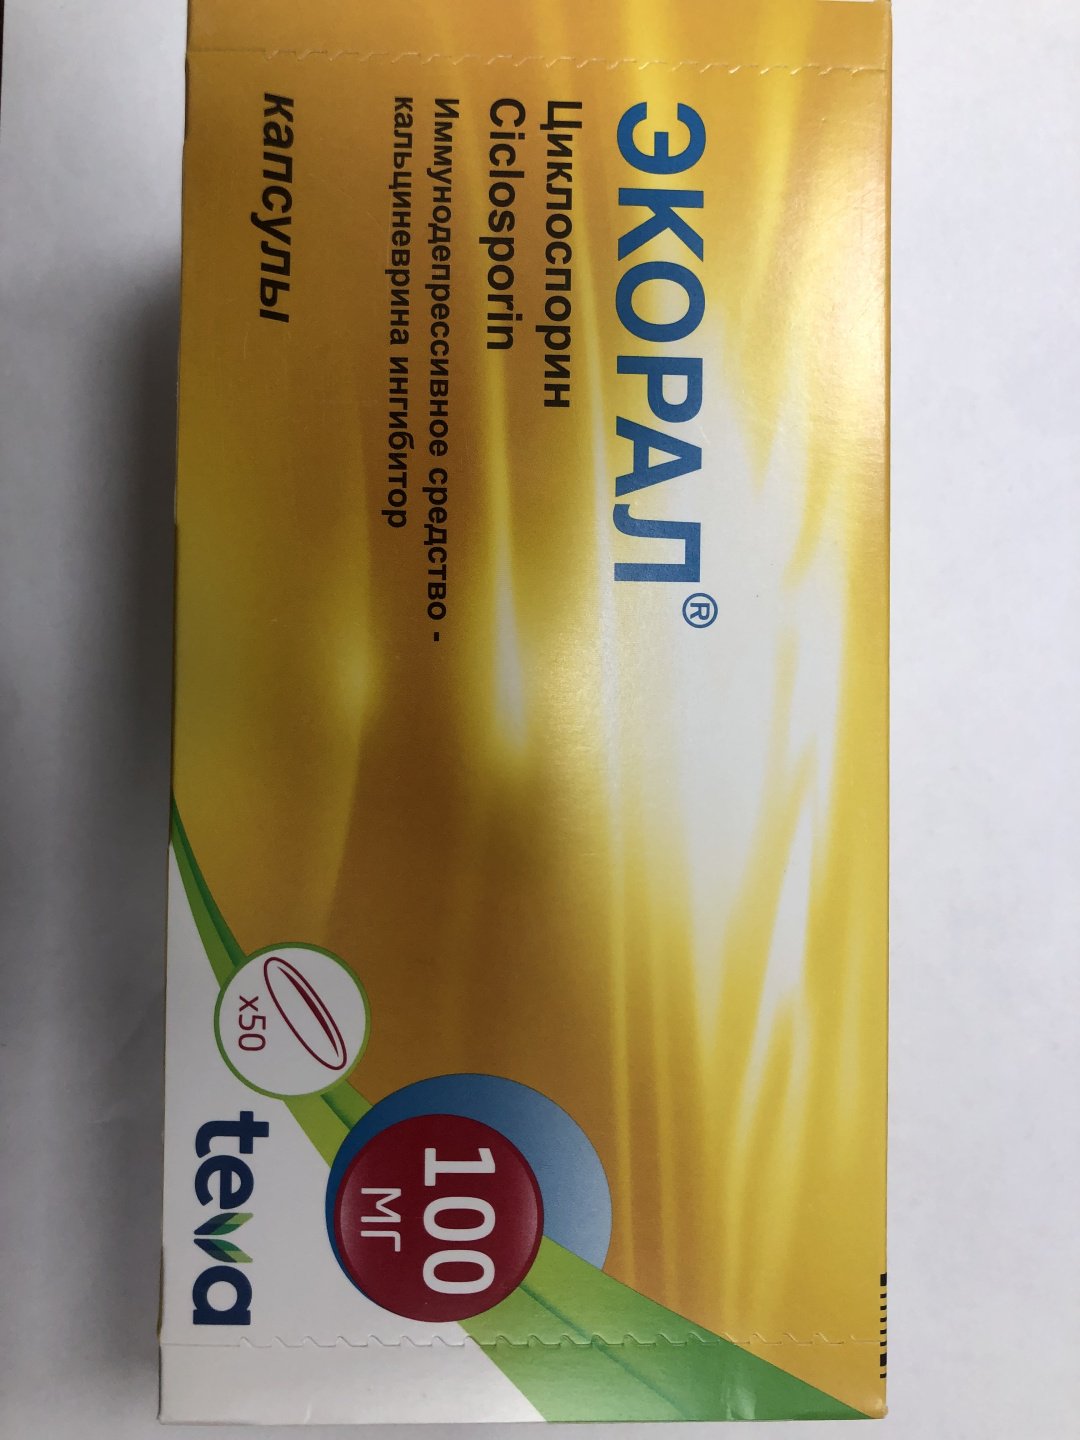 ЭКОРАЛ®
Циклоспорин
Ciclosporin
Иммунодепрессивное средство -
кальциневрина ингибитор
капсулы
x50
100
мг
teva